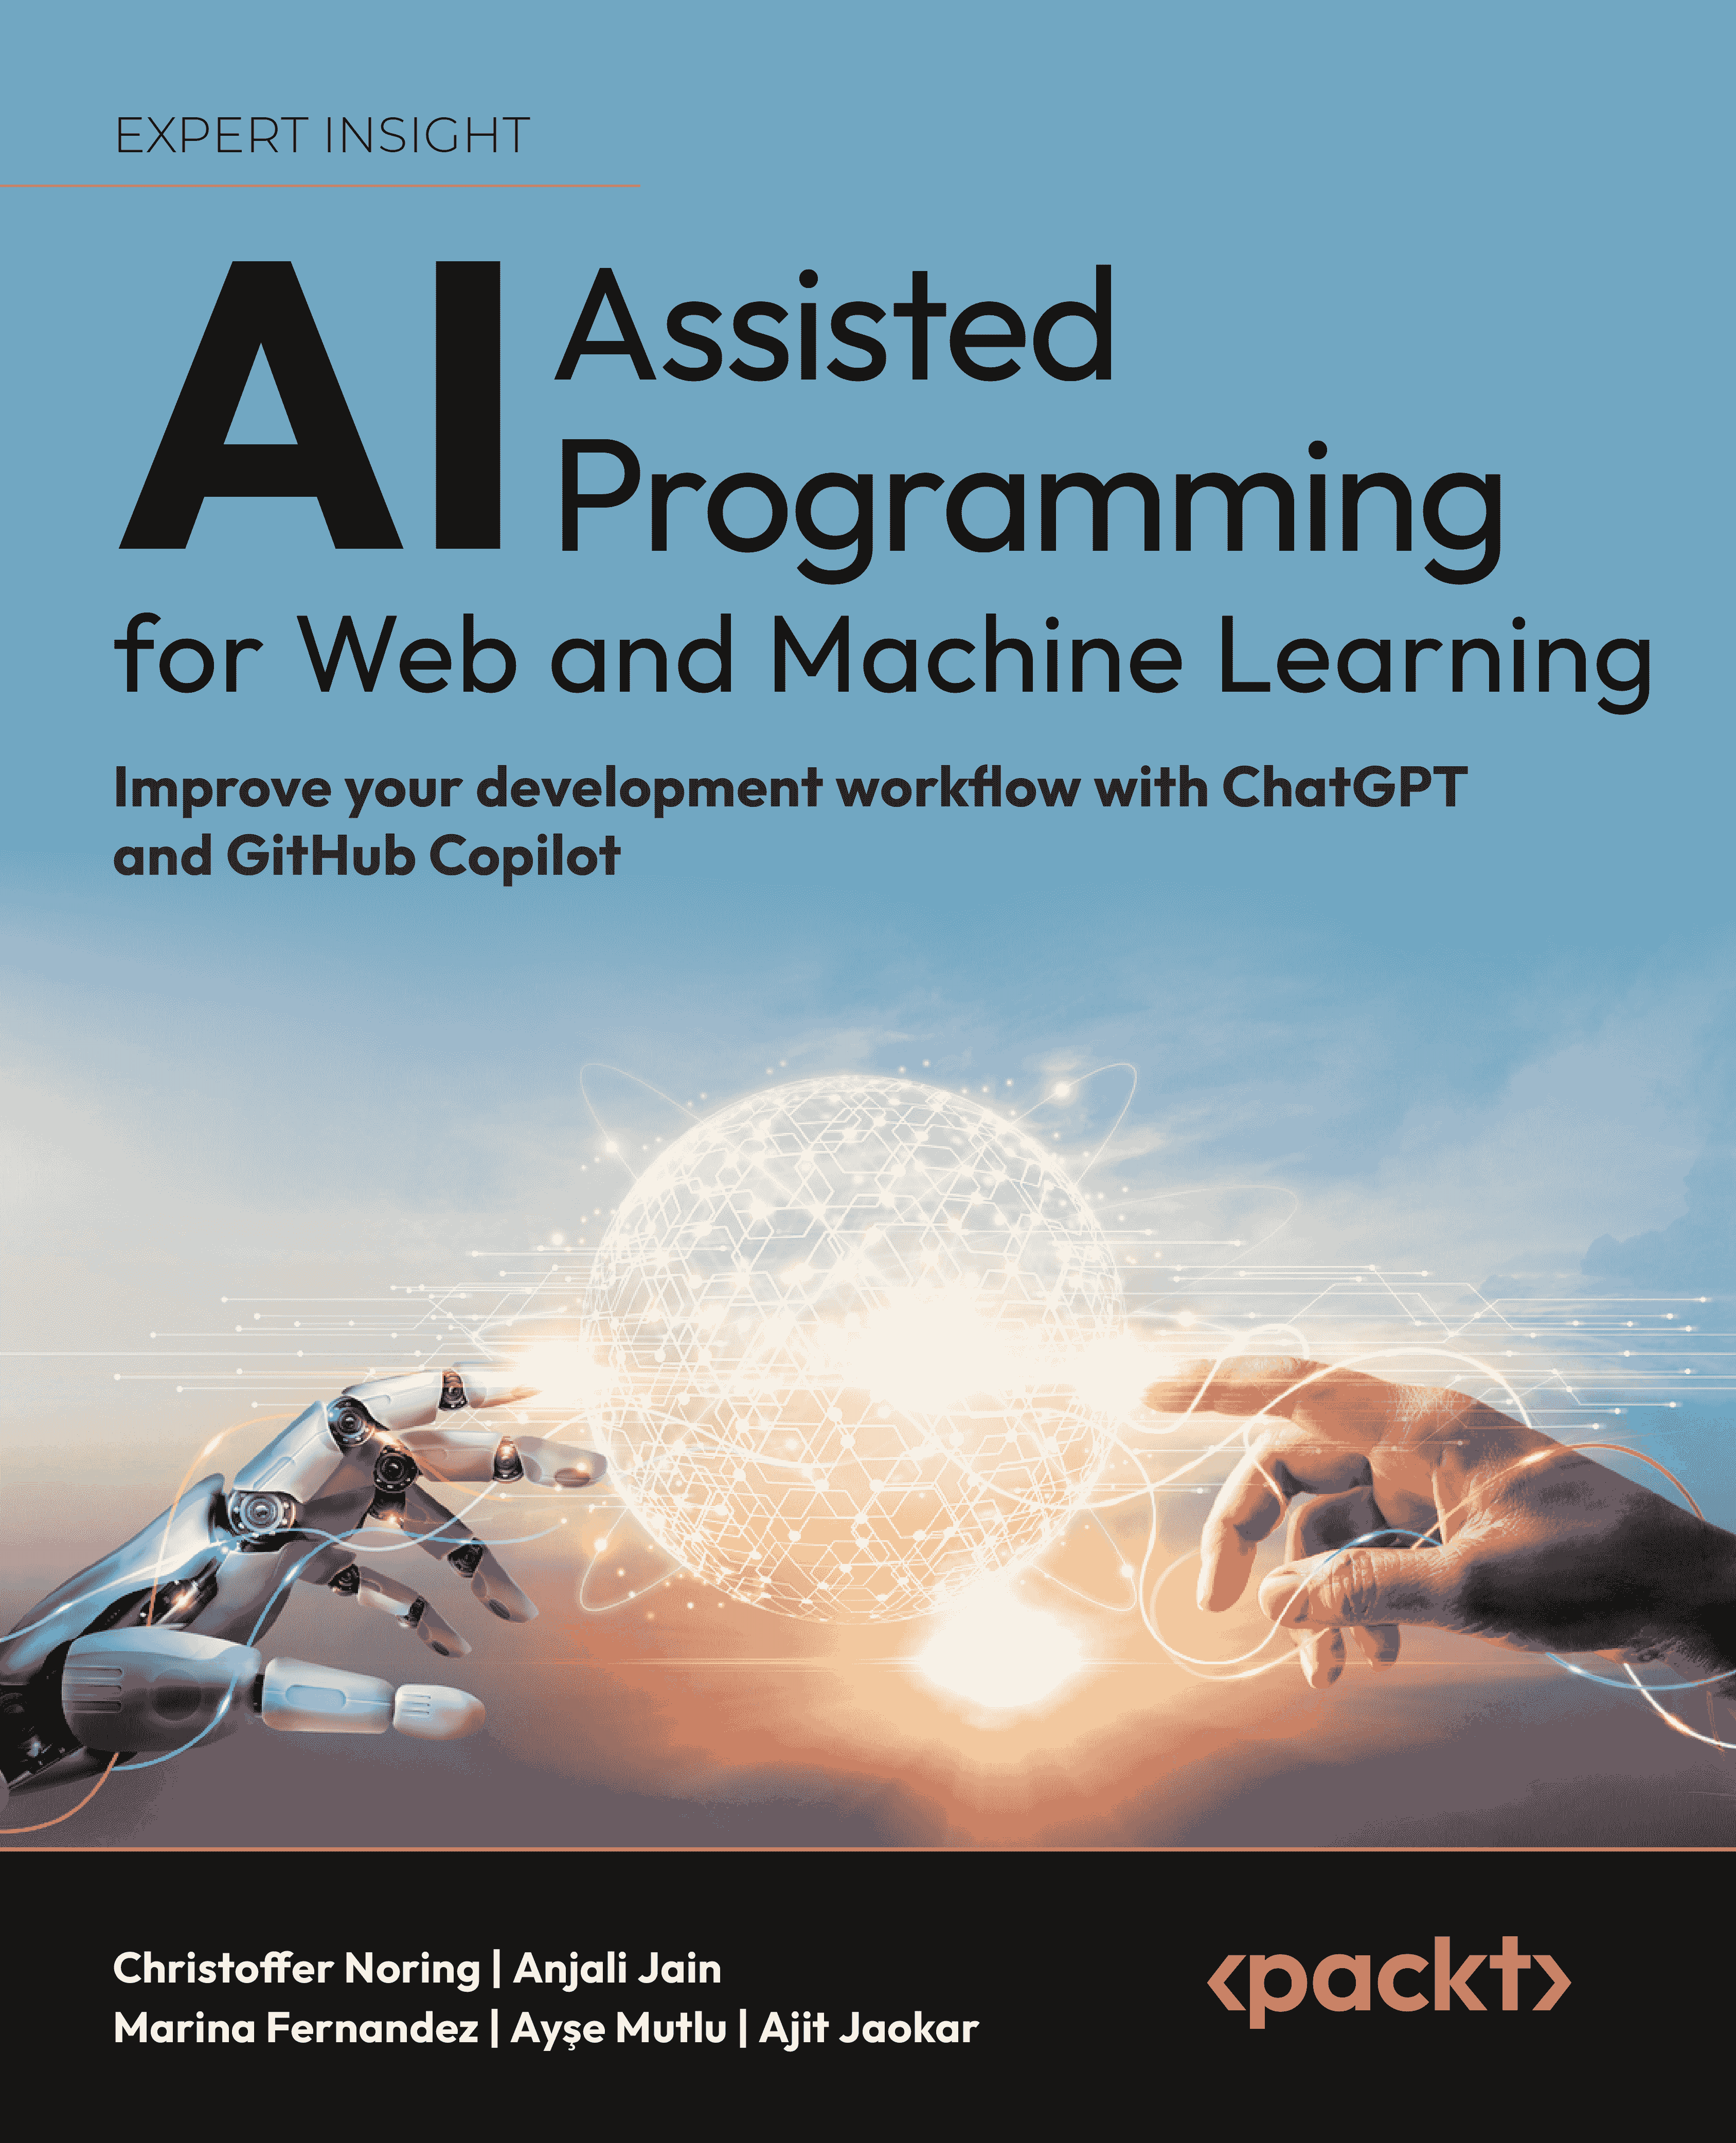 EXPERT INSIGHT
AI Assisted
Programming
for Web and Machine Learning
Improve your development workflow with ChatGPT
and GitHub Copilot
Christoffer Noring | Anjali Jain
Marina Fernandez | Ayşe Mutlu | Ajit Jaokar
<packt>